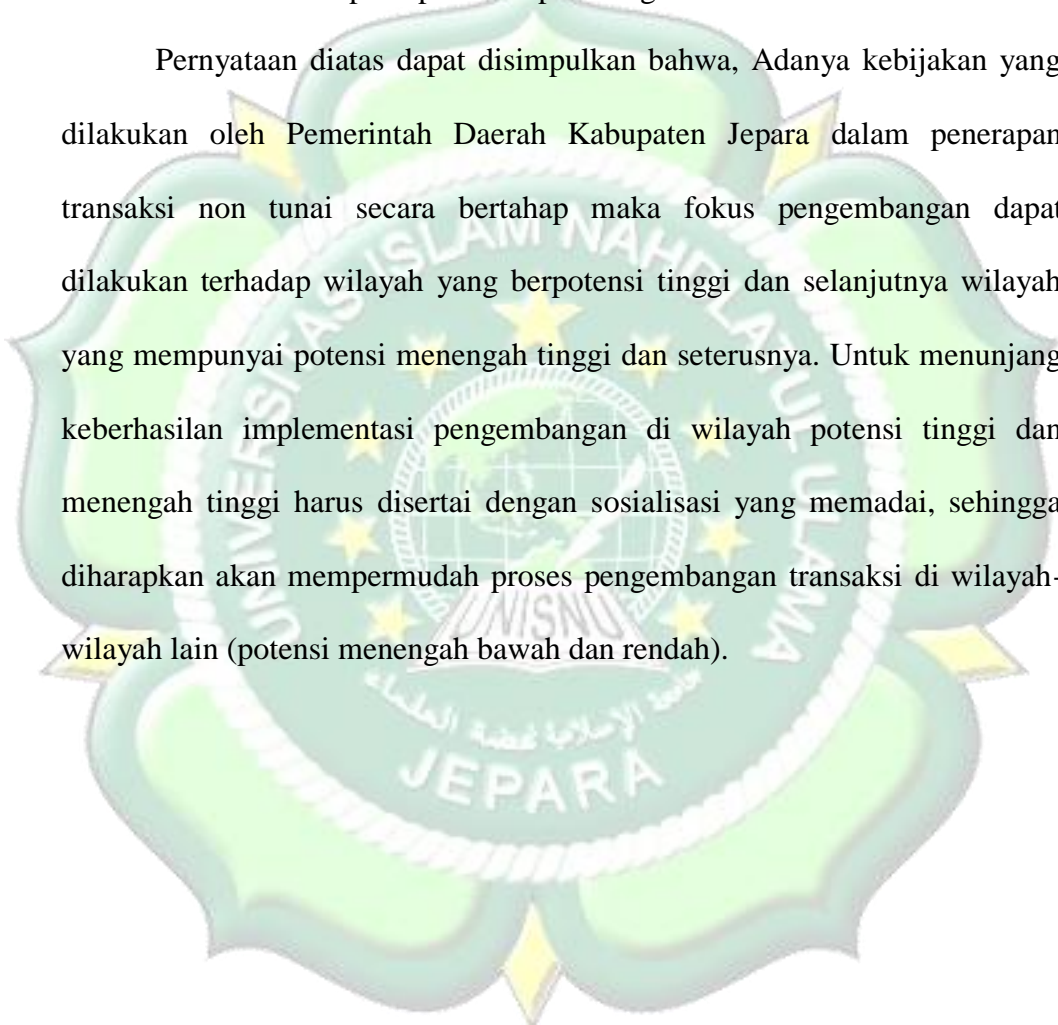 Pernyataan diatas dapat disimpulkan bahwa, Adanya kebijakan yang
dilakukan oleh Pemerintah Daerah Kabupaten Jepara dalam penerapan
transaksi non tunai secara bertahap maka fokus pengembangan dapat
dilakukan terhadap wilayah yang berpotensi tinggi dan selanjutnya wilayah
yang mempunyai potensi menengah tinggi dan seterusnya. Untuk menunjang
keberhasilan implementasi pengembangan di wilayah potensi tinggi dan
menengah tinggi harus disertai dengan sosialisasi yang memadai, sehingga
diharapkan akan mempermudah proses pengembangan transaksi di wilayah-
wilayah lain (potensi menengah bawah dan rendah).
UNIVERSITAS ISLAM NAHDLATUL ULAMA
UNISNU
JEPARA